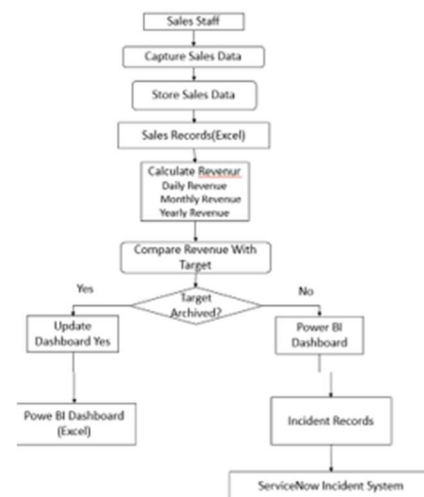 Sales Staff
Capture Sales Data
Store Sales Data
Sales Records(Excel)
Calculate Revenur
Daily Revenue
Monthly Revenue
Yearly Revenue
Compare Revenue With
Target
Target
Archived?
Yes
No
Update
Dashboard Yes
Power BI
Dashboard
Powe BI Dashboard
(Excel)
Incident Records
ServiceNow Incident System